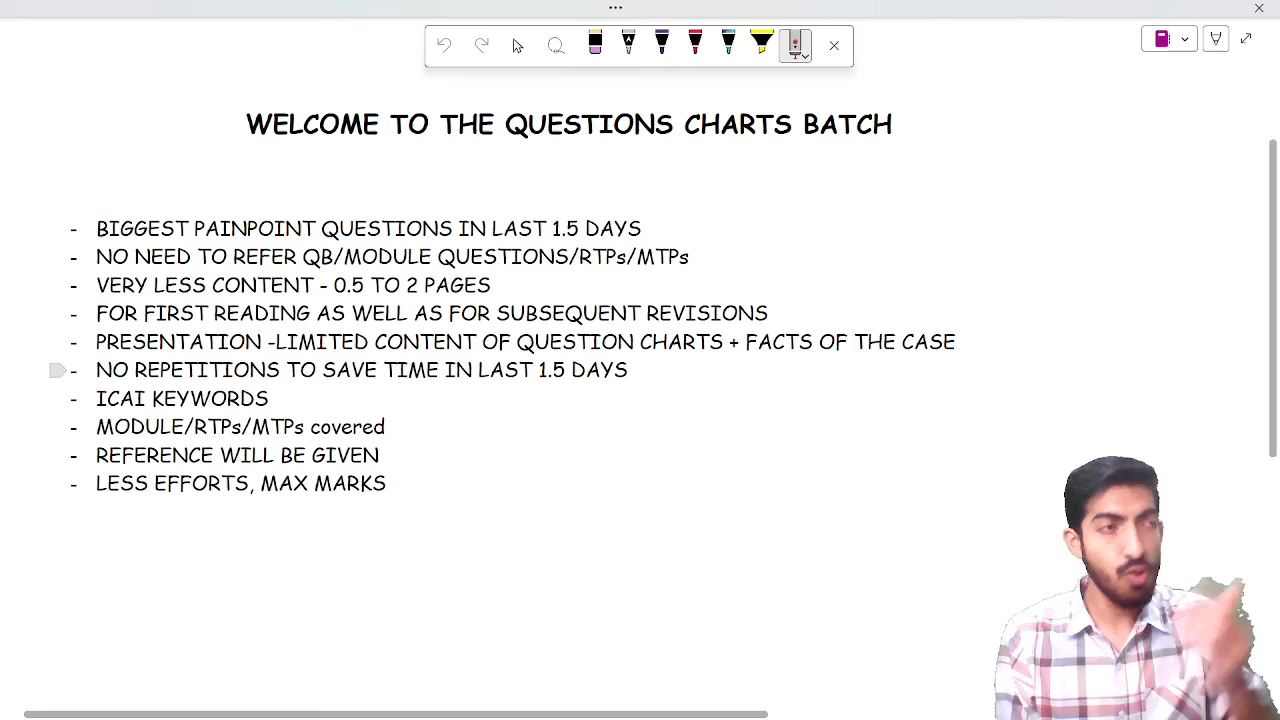 WELCOME TO THE QUESTIONS CHARTS BATCH
- BIGGEST PAINPOINT QUESTIONS IN LAST 1.5 DAYS
- NO NEED TO REFER QB/MODULE QUESTIONS/RTPs/MTPs
- VERY LESS CONTENT - 0.5 TO 2 PAGES
- FOR FIRST READING AS WELL AS FOR SUBSEQUENT REVISIONS
- PRESENTATION -LIMITED CONTENT OF QUESTION CHARTS + FACTS OF THE CASE
- NO REPETITIONS TO SAVE TIME IN LAST 1.5 DAYS
- ICAI KEYWORDS
- MODULE/RTPs/MTPs covered
- REFERENCE WILL BE GIVEN
- LESS EFFORTS, MAX MARKS